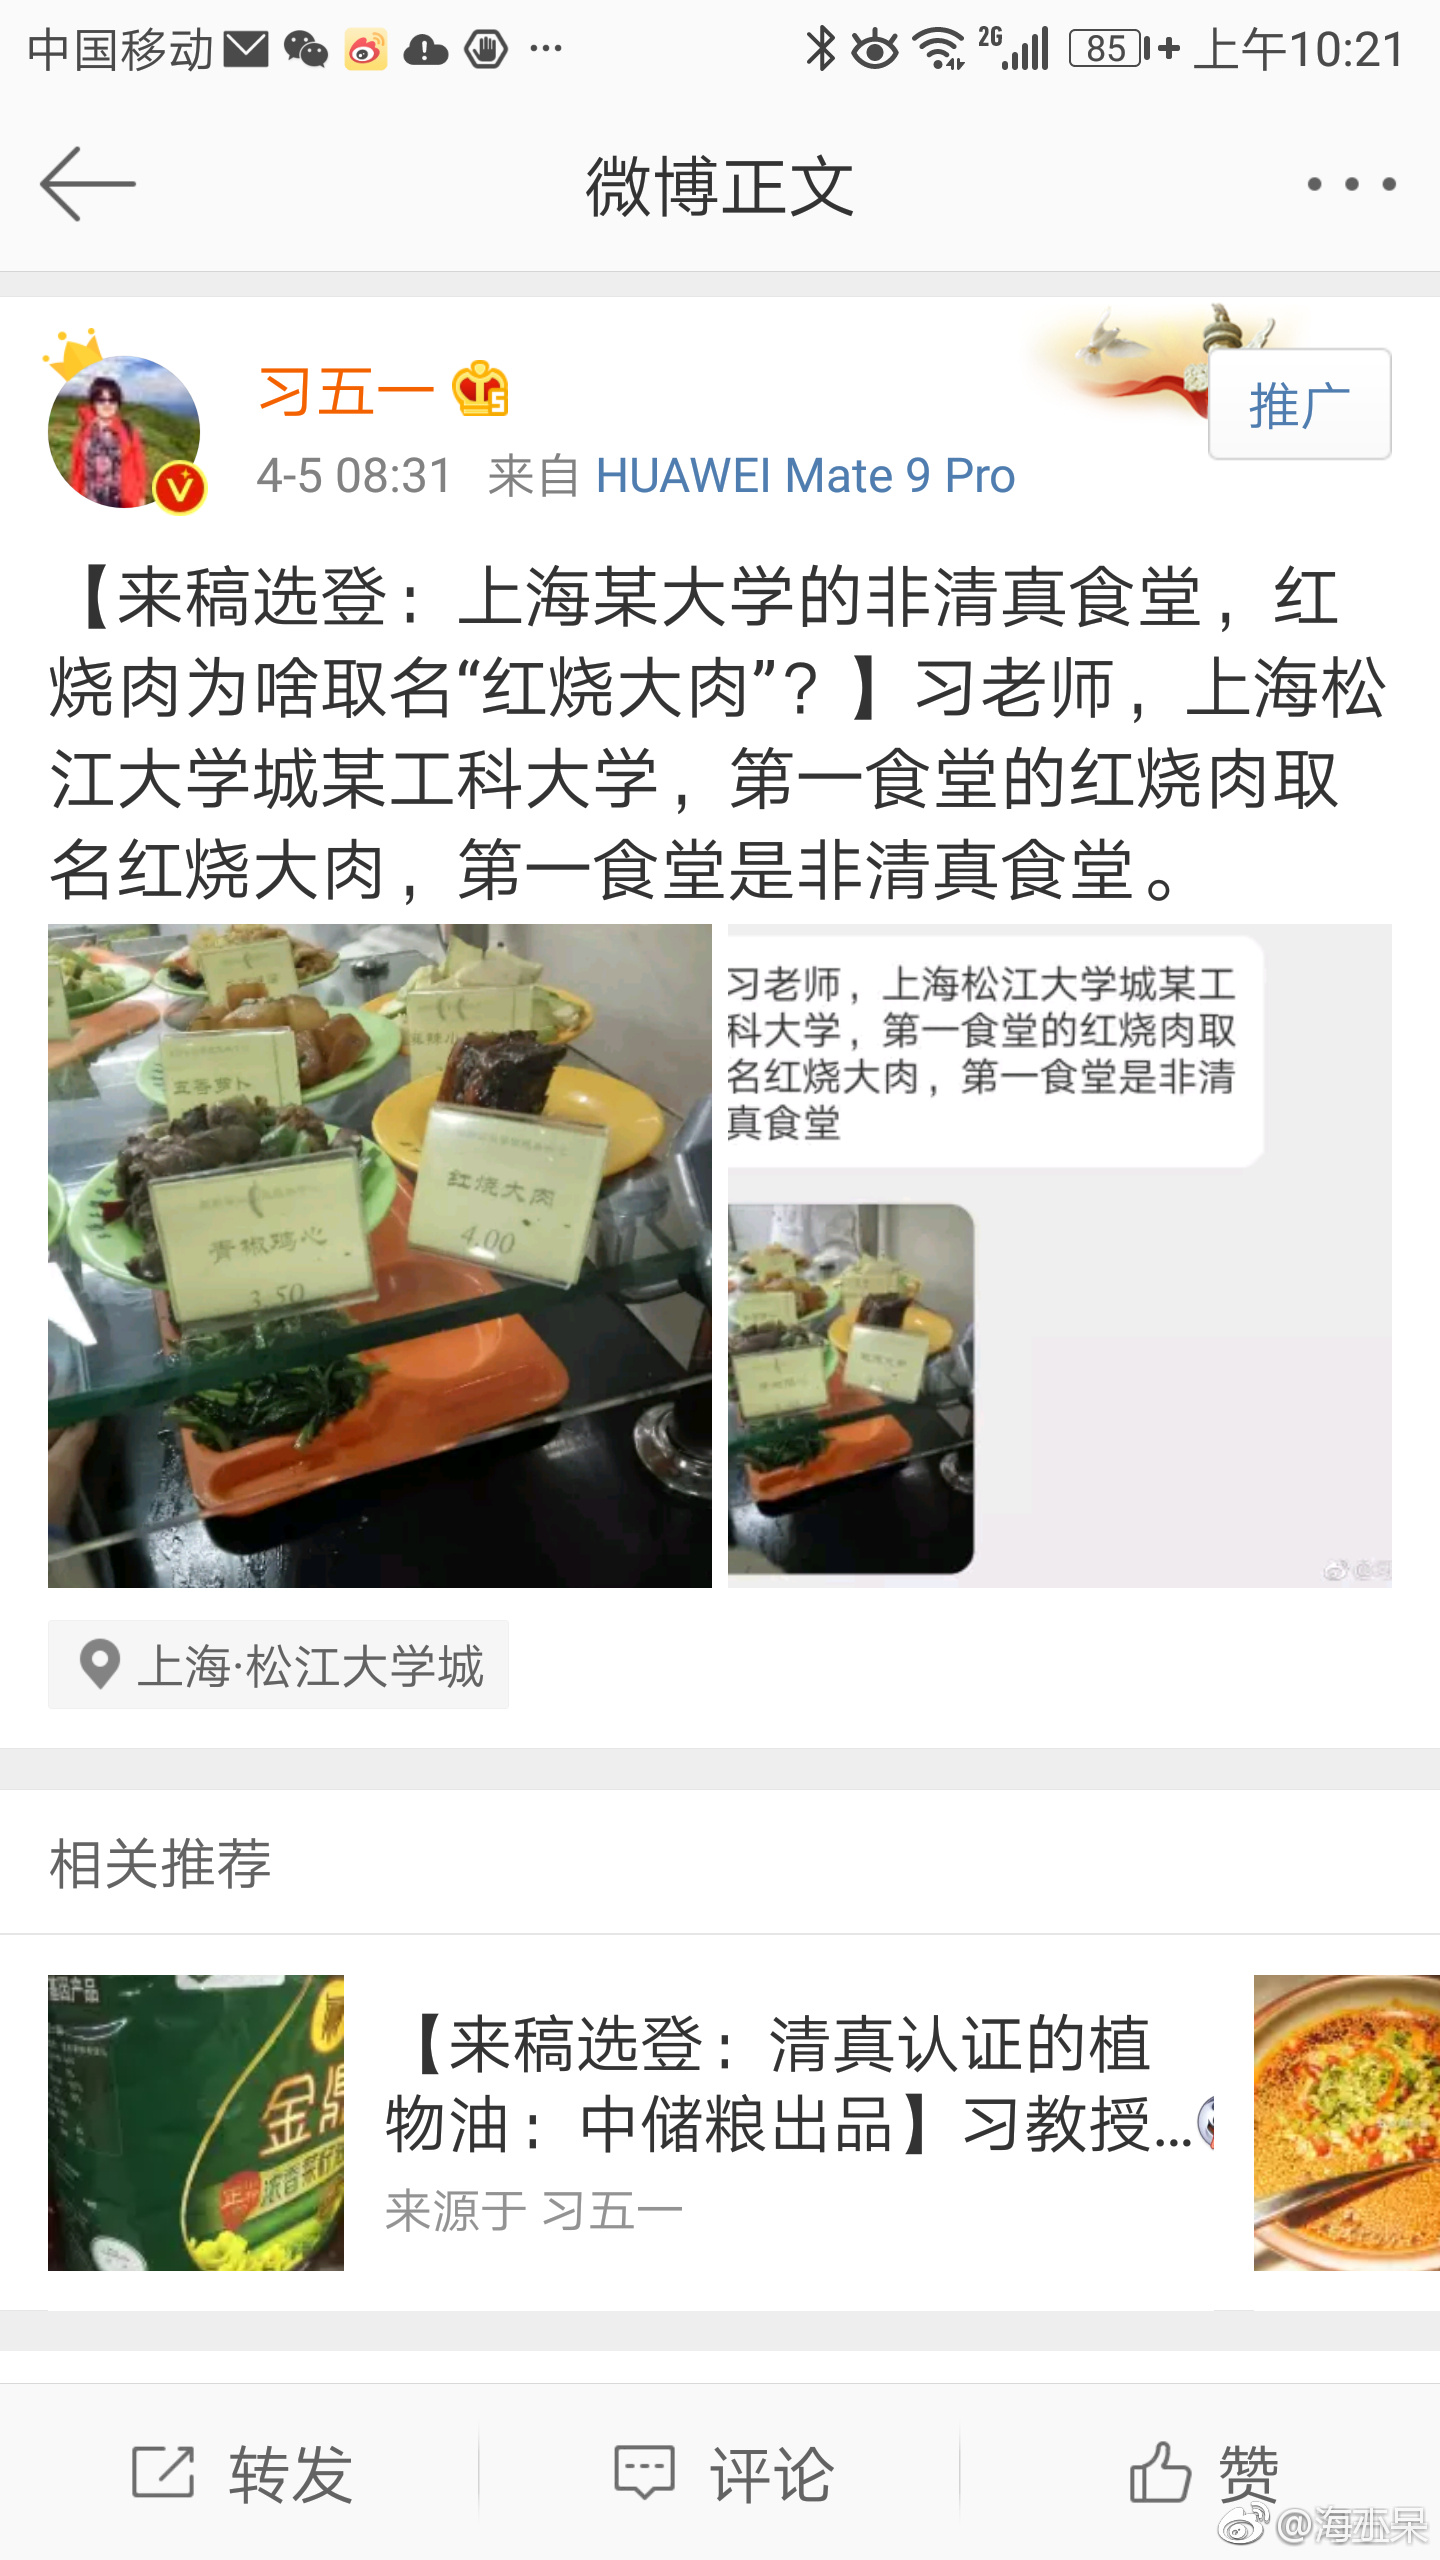 中国移动 ... 2G 85 上午10:21
微博正文
习五一 5
推广
4-5 08:31 来自 HUAWEI Mate 9 Pro
【来稿选登：上海某大学的非清真食堂，红
烧肉为啥取名“红烧大肉”？】习老师，上海松
江大学城某工科大学，第一食堂的红烧肉取
名红烧大肉，第一食堂是非清真食堂。
五香萝卜
麻辣
红烧大肉
4.00
青椒鸡心
3.50
习老师，上海松江大学城某工
科大学，第一食堂的红烧肉取
名红烧大肉，第一食堂是非清
真食堂
上海·松江大学城
相关推荐
基因产品
金鼎
【来稿选登：清真认证的植
物油：中储粮出品】习教授...
来源于 习五一
转发
评论
赞